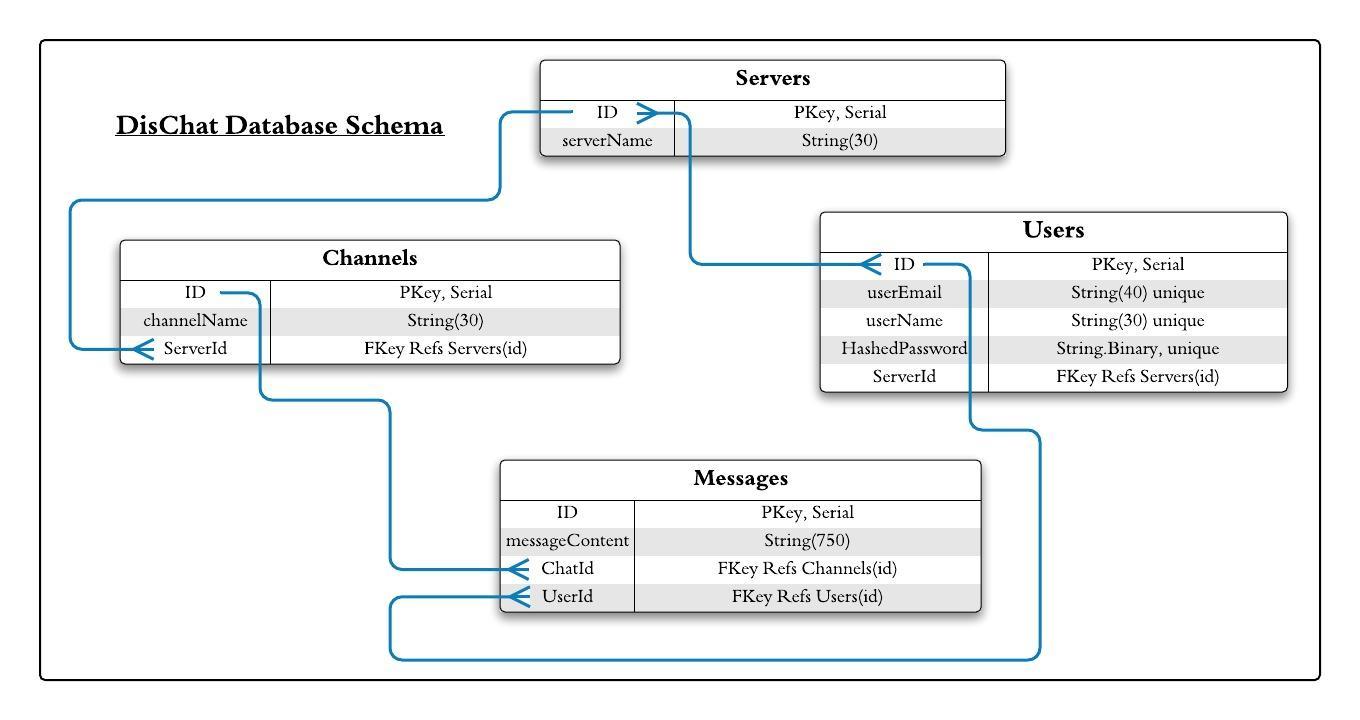 DisChat Database Schema
Servers
ID PKey, Serial
serverName String(30)
Users
ID PKey, Serial
userEmail String(40) unique
userName String(30) unique
HashedPassword String.Binary, unique
ServerId FKey Refs Servers(id)
Channels
ID PKey, Serial
channelName String(30)
ServerId FKey Refs Servers(id)
Messages
ID PKey, Serial
messageContent String(750)
ChatId FKey Refs Channels(id)
UserId FKey Refs Users(id)